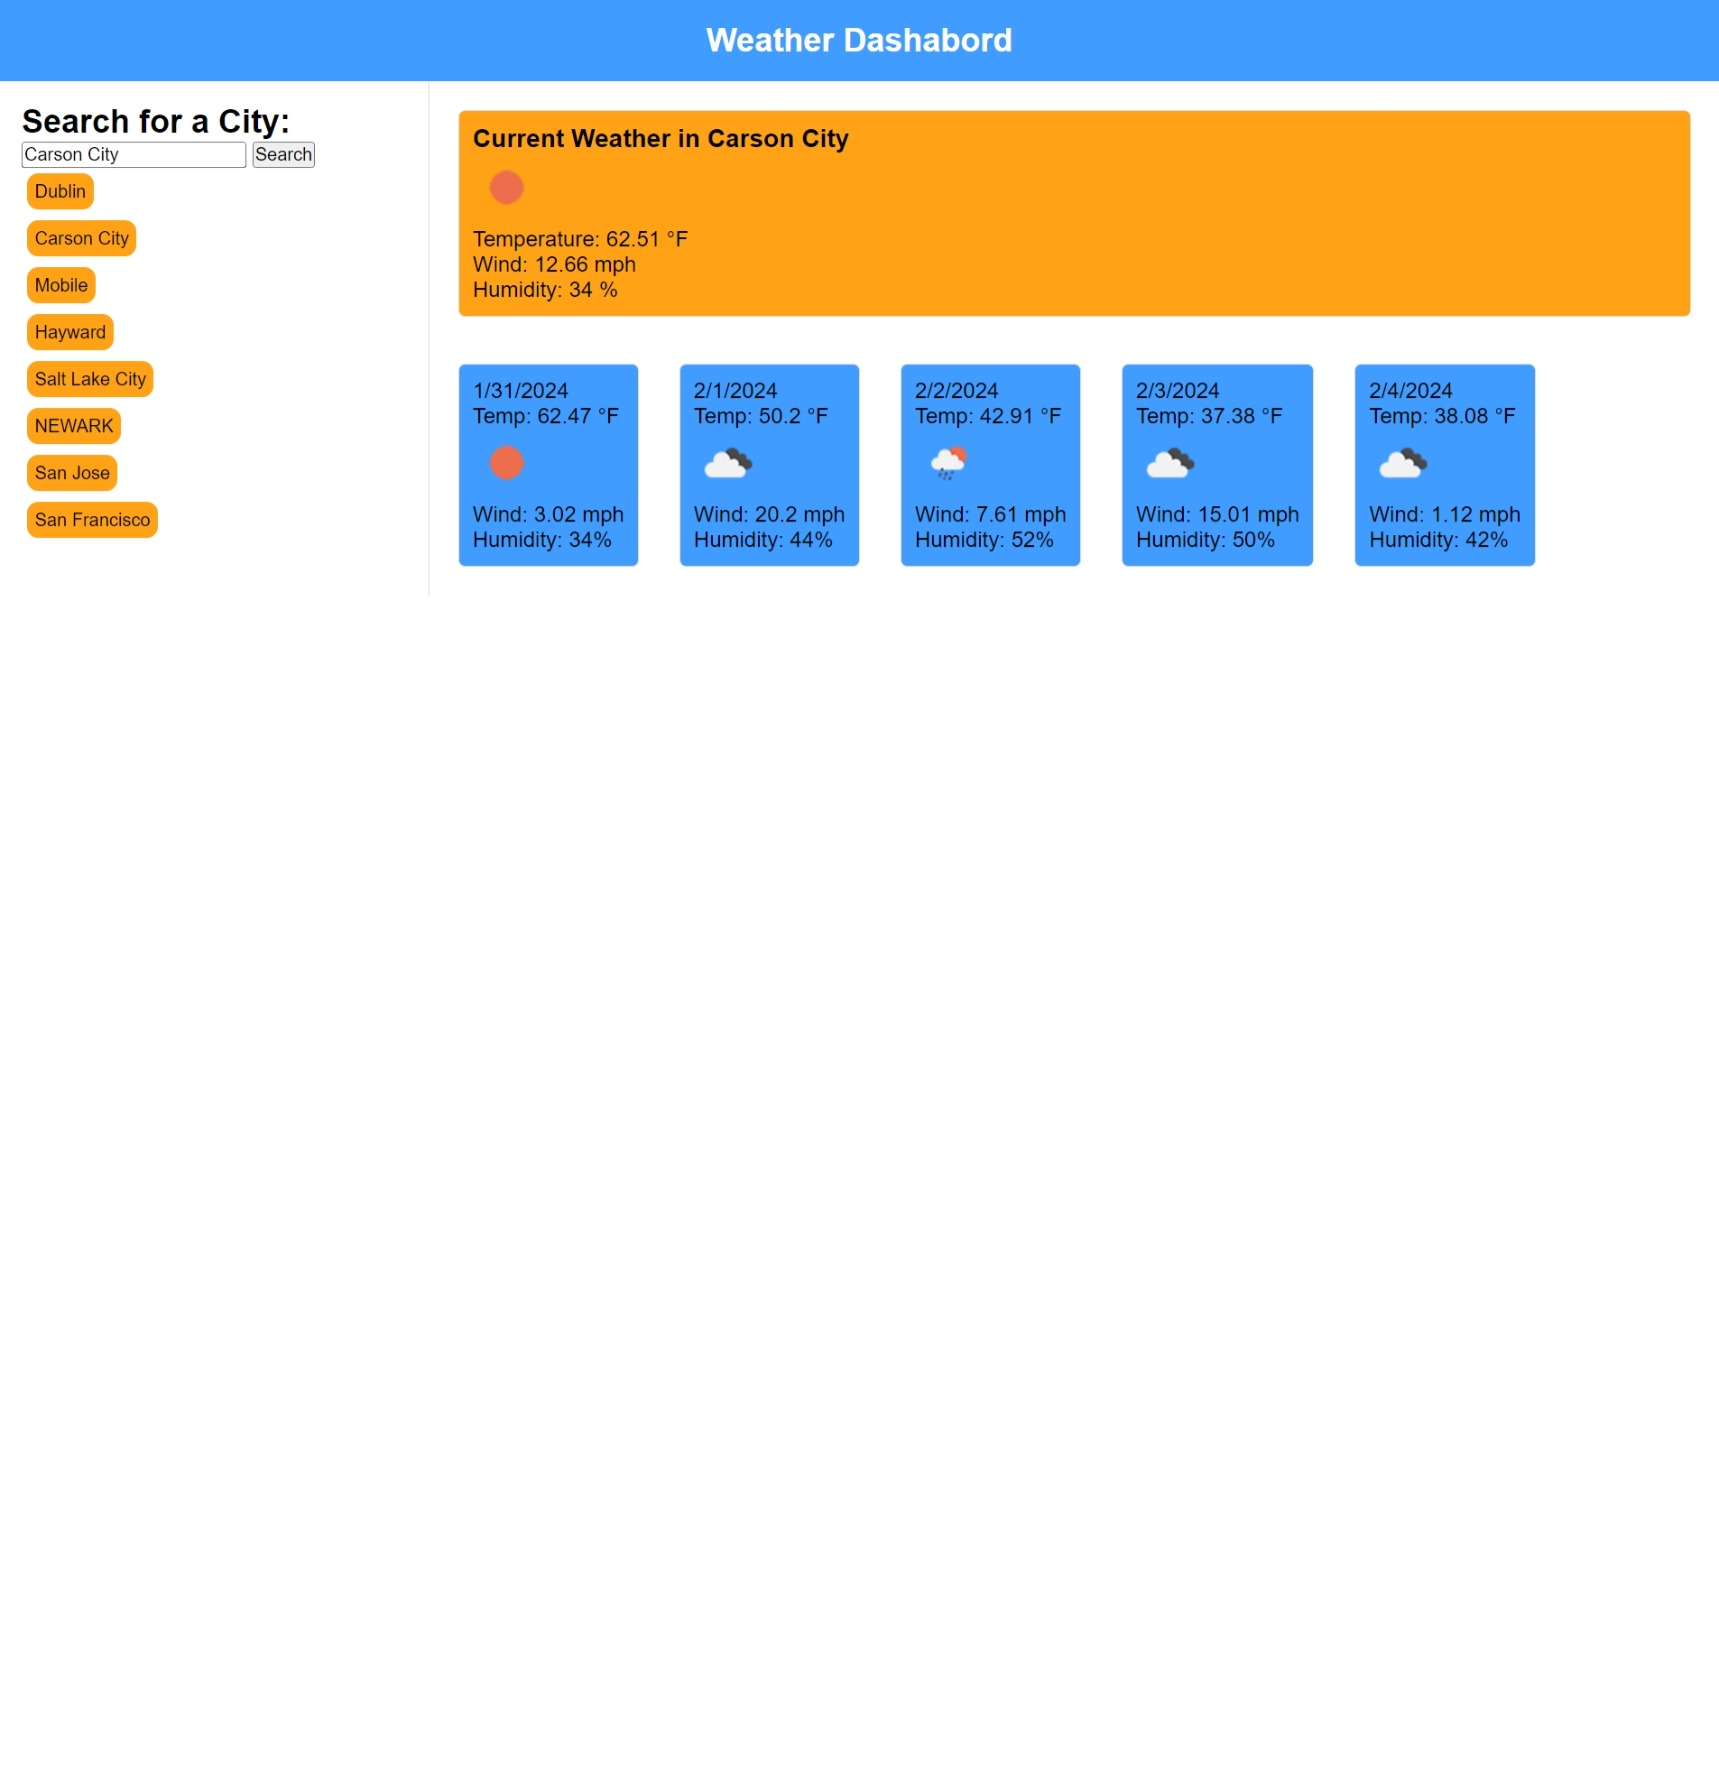 Weather Dashabord
Search for a City:
Carson City
Search
Dublin
Carson City
Mobile
Hayward
Salt Lake City
NEWARK
San Jose
San Francisco
Current Weather in Carson City
Temperature: 62.51 °F
Wind: 12.66 mph
Humidity: 34 %
1/31/2024
Temp: 62.47 °F
Wind: 3.02 mph
Humidity: 34%
2/1/2024
Temp: 50.2 °F
Wind: 20.2 mph
Humidity: 44%
2/2/2024
Temp: 42.91 °F
Wind: 7.61 mph
Humidity: 52%
2/3/2024
Temp: 37.38 °F
Wind: 15.01 mph
Humidity: 50%
2/4/2024
Temp: 38.08 °F
Wind: 1.12 mph
Humidity: 42%